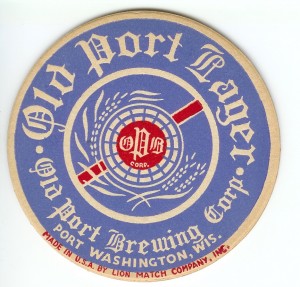 Old Port Lager
OPB
CORP.
Old Port Brewing Corp.
PORT WASHINGTON, WIS.
MADE IN U.S.A. BY LION MATCH COMPANY, INC.